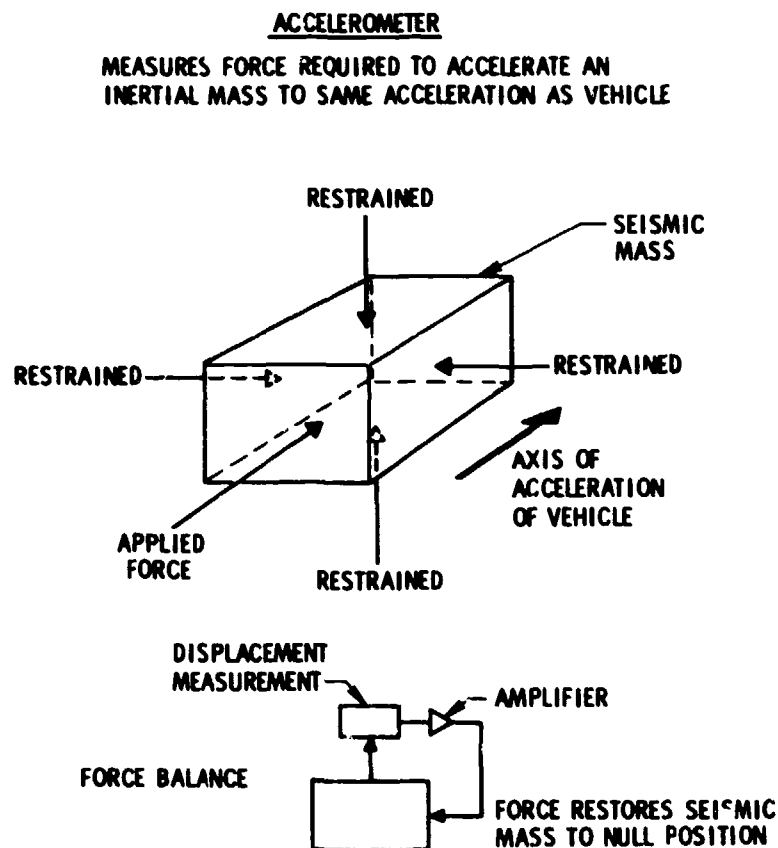 ACCELEROMETER
MEASURES FORCE REQUIRED TO ACCELERATE AN
INERTIAL MASS TO SAME ACCELERATION AS VEHICLE
RESTRAINED
SEISMIC
MASS
RESTRAINED
RESTRAINED
AXIS OF
ACCELERATION
OF VEHICLE
APPLIED
FORCE
RESTRAINED
DISPLACEMENT
MEASUREMENT
AMPLIFIER
FORCE BALANCE
FORCE RESTORES SEISMIC
MASS TO NULL POSITION